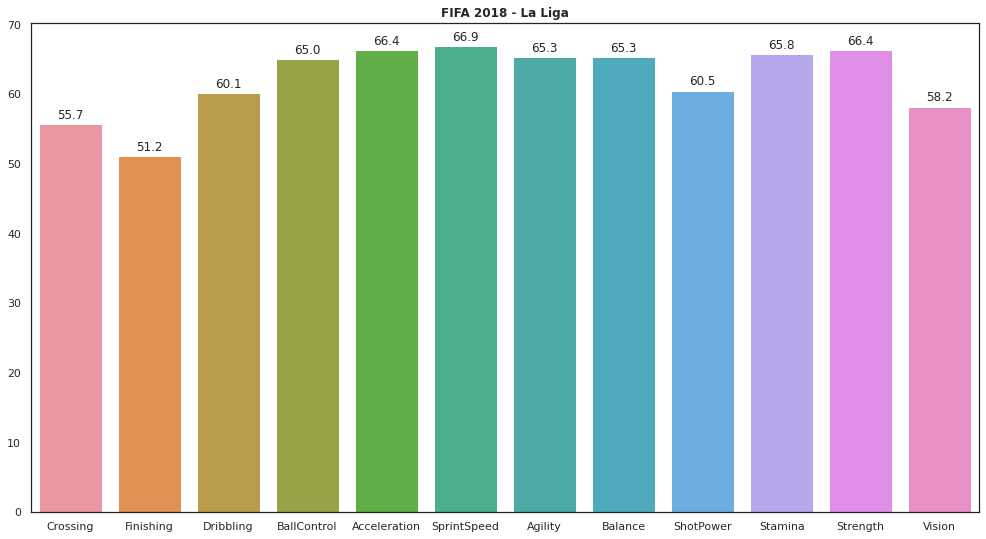 FIFA 2018 - La Liga
70
60
50
40
30
20
10
0
55.7
51.2
60.1
65.0
66.4
66.9
65.3
65.3
60.5
65.8
66.4
58.2
Crossing
Finishing
Dribbling
BallControl
Acceleration
SprintSpeed
Agility
Balance
ShotPower
Stamina
Strength
Vision